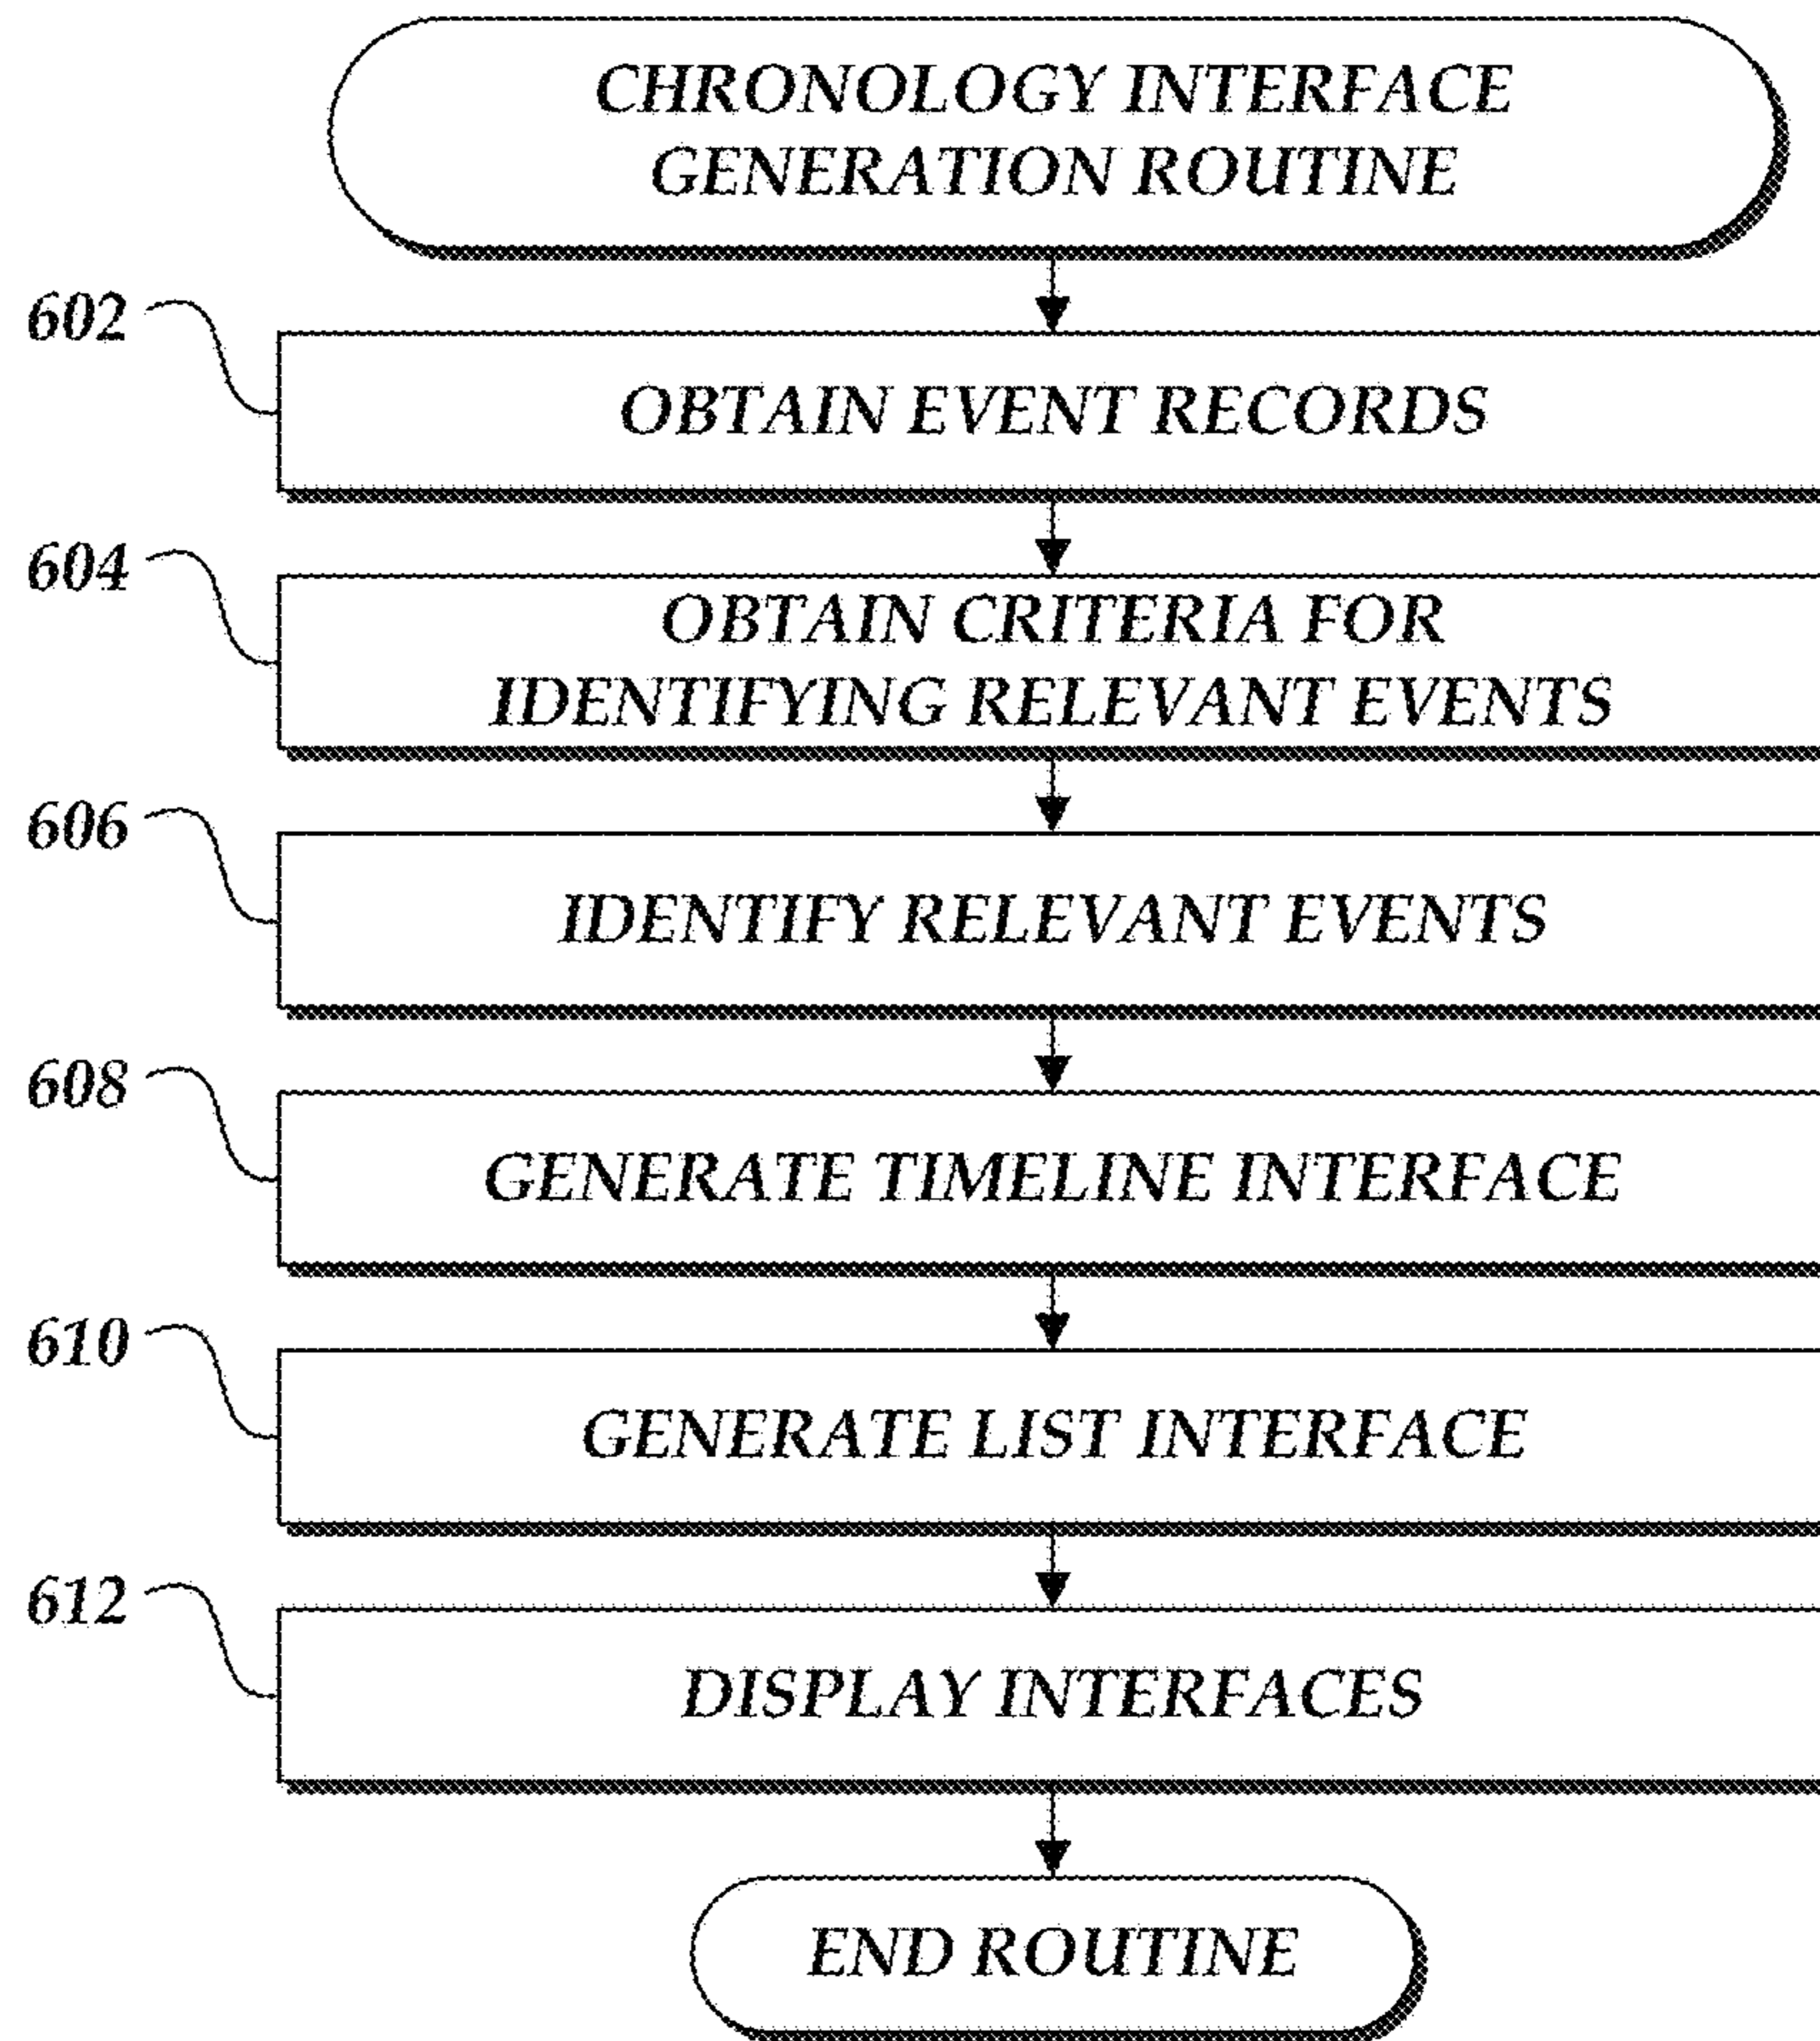 CHRONOLOGY INTERFACE
GENERATION ROUTINE
602
OBTAIN EVENT RECORDS
604
OBTAIN CRITERIA FOR
IDENTIFYING RELEVANT EVENTS
606
IDENTIFY RELEVANT EVENTS
608
GENERATE TIMELINE INTERFACE
610
GENERATE LIST INTERFACE
612
DISPLAY INTERFACES
END ROUTINE